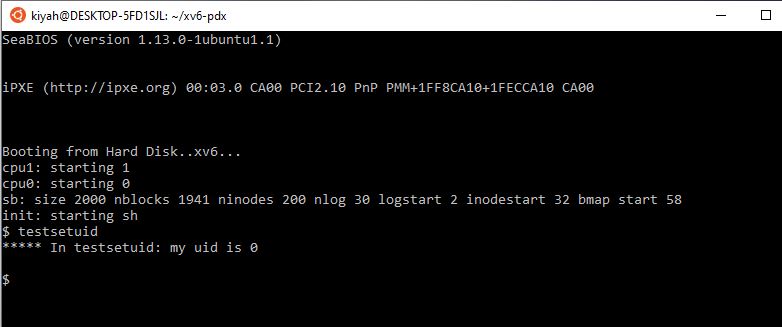 kiyah@DESKTOP-5FD1SJL: ~/xv6-pdx
SeaBIOS (version 1.13.0-1ubuntu1.1)
iPXE (http://ipxe.org) 00:03.0 CA00 PCI2.10 PnP PMM+1FF8CA10+1FECCA10 CA00
Booting from Hard Disk..xv6...
cpu1: starting 1
cpu0: starting 0
sb: size 2000 nblocks 1941 ninodes 200 nlog 30 logstart 2 inodestart 32 bmap start 58
init: starting sh
$ testsetuid
***** In testsetuid: my uid is 0
$